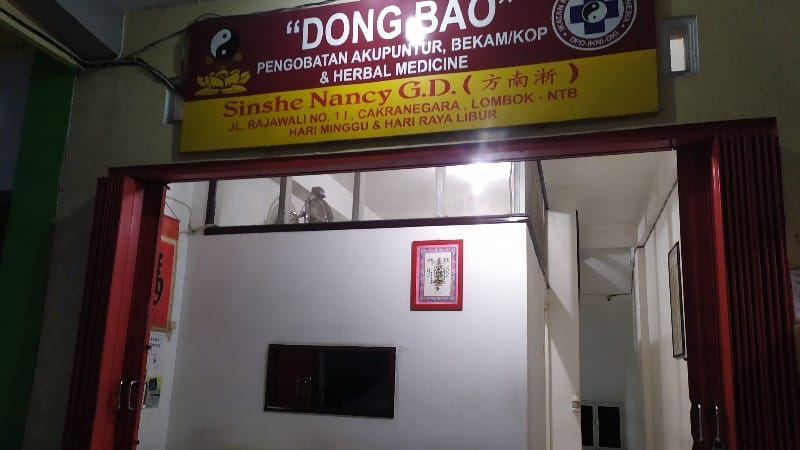 "DONG BAO"
PENGOBATAN AKUPUNTUR, BEKAM/KOP
& HERBAL MEDICINE
Sinshe Nancy G.D. ( 方南浙 )
JL. RAJAWALI NO. 1 I , CAKRANEGARA , LOMBOK - NTB
HARI MINGGU & HARI RAYA LIBUR